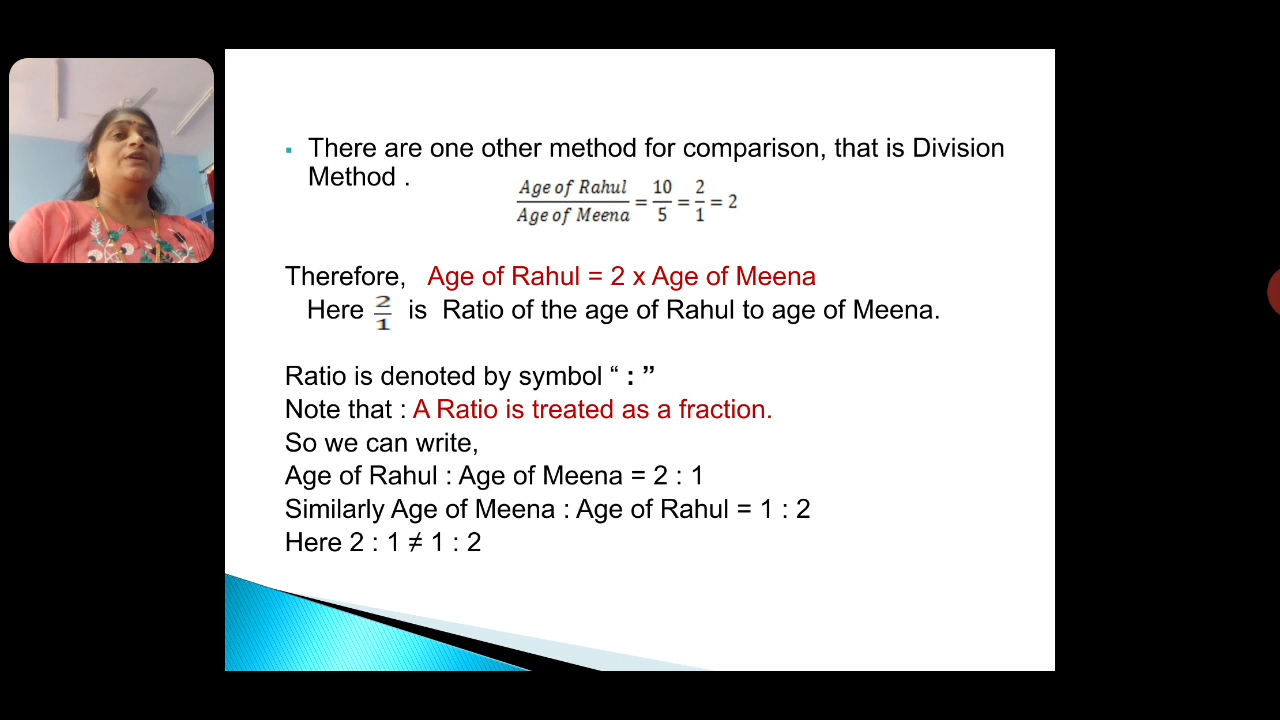 ▪ There are one other method for comparison, that is Division
Method .
Age of Rahul / Age of Meena = 10/5 = 2/1 = 2
Therefore, Age of Rahul = 2 x Age of Meena
Here 2/1 is Ratio of the age of Rahul to age of Meena.
Ratio is denoted by symbol “ : ”
Note that : A Ratio is treated as a fraction.
So we can write,
Age of Rahul : Age of Meena = 2 : 1
Similarly Age of Meena : Age of Rahul = 1 : 2
Here 2 : 1 ≠ 1 : 2